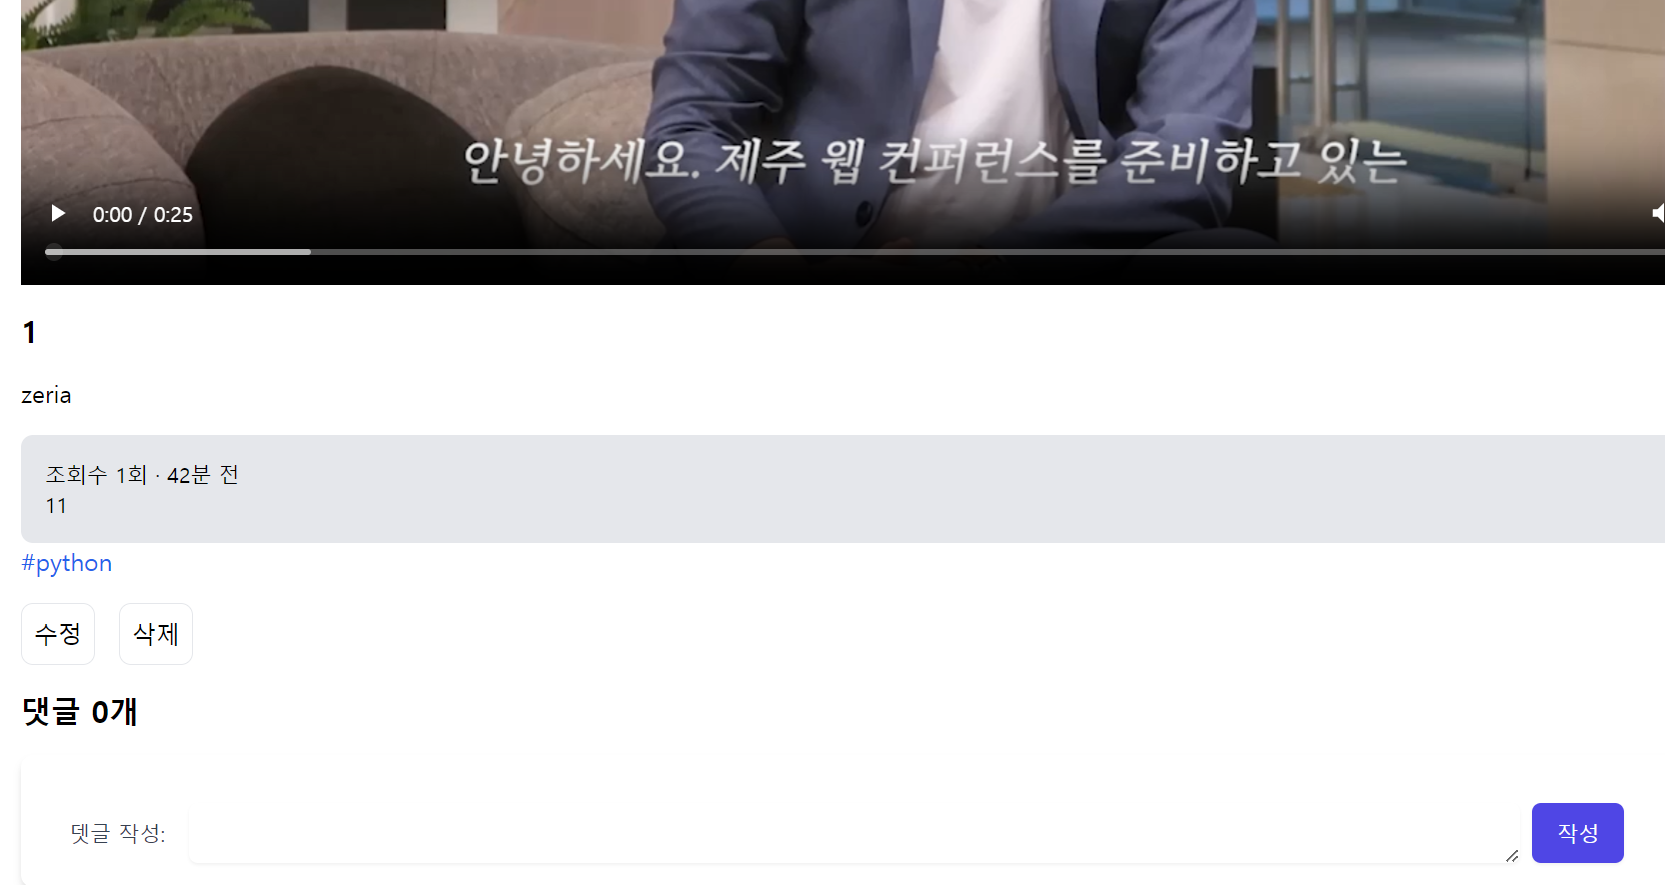 안녕하세요. 제주 웹 컨퍼런스를 준비하고 있는
0:00 / 0:25
1
zeria
조회수 1회 · 42분 전
11
#python
수정 삭제
댓글 0개
뎃글 작성: 작성